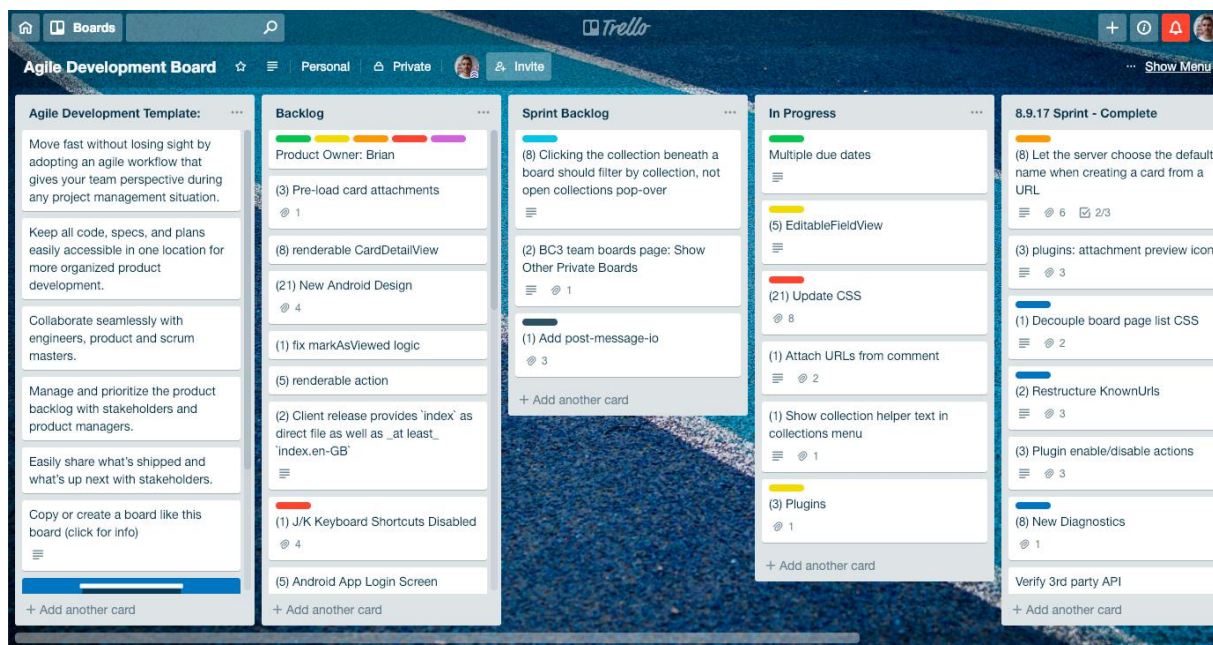 Boards
Trello
Agile Development Board
Personal
Private
Invite
... Show Menu
Agile Development Template: ...
Move fast without losing sight by
adopting an agile workflow that
gives your team perspective during
any project management situation.
Keep all code, specs, and plans
easily accessible in one location for
more organized product
development.
Collaborate seamlessly with
engineers, product and scrum
masters.
Manage and prioritize the product
backlog with stakeholders and
product managers.
Easily share what's shipped and
what's up next with stakeholders.
Copy or create a board like this
board (click for info)
+ Add another card
Backlog ...
Product Owner: Brian
(3) Pre-load card attachments
1
(8) renderable CardDetailView
(21) New Android Design
4
(1) fix markAsViewed logic
(5) renderable action
(2) Client release provides `index` as
direct file as well as _at least_
`index.en-GB`
(1) J/K Keyboard Shortcuts Disabled
4
(5) Android App Login Screen
+ Add another card
Sprint Backlog ...
(8) Clicking the collection beneath a
board should filter by collection, not
open collections pop-over
(2) BC3 team boards page: Show
Other Private Boards
1
(1) Add post-message-io
3
+ Add another card
In Progress ...
Multiple due dates
(5) EditableFieldView
(21) Update CSS
8
(1) Attach URLs from comment
2
(1) Show collection helper text in
collections menu
1
(3) Plugins
1
+ Add another card
8.9.17 Sprint - Complete
(8) Let the server choose the default
name when creating a card from a
URL
6 2/3
(3) plugins: attachment preview icon
3
(1) Decouple board page list CSS
2
(2) Restructure KnownUrls
3
(3) Plugin enable/disable actions
3
(8) New Diagnostics
1
Verify 3rd party API
+ Add another card